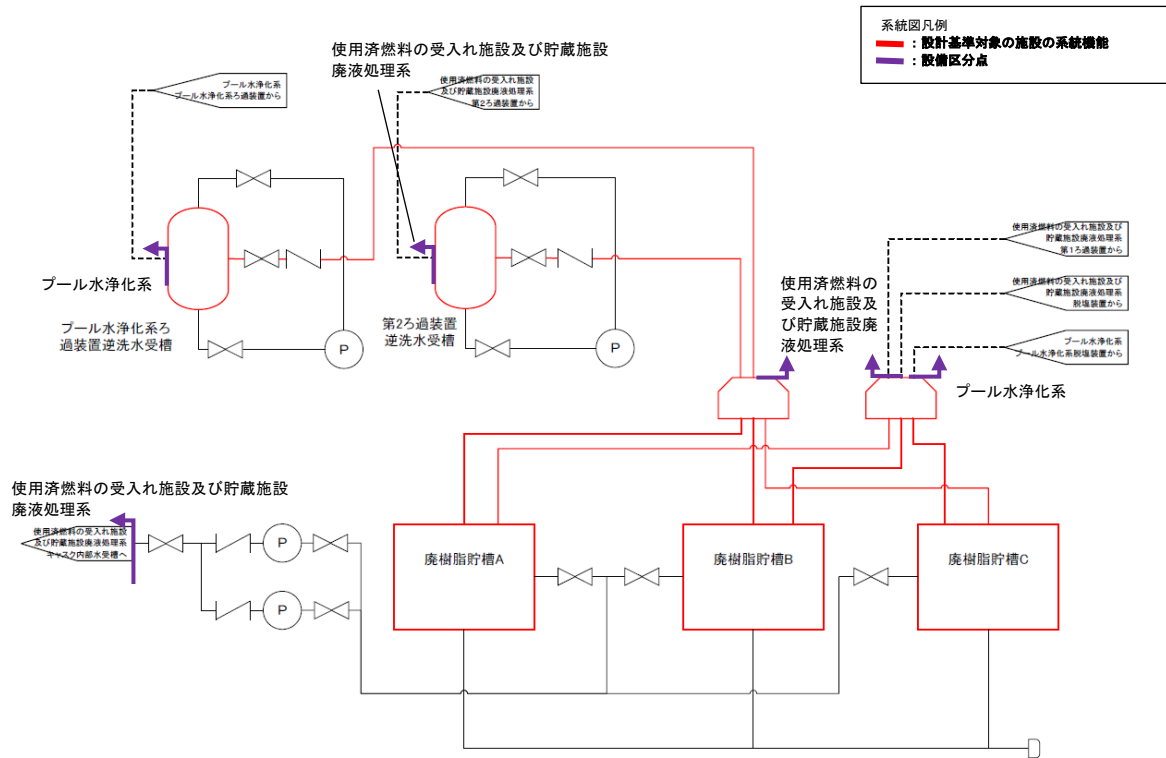 系統図凡例
：設計基準対象の施設の系統機能
：設備区分点
使用済燃料の受入れ施設及び貯蔵施設
廃液処理系
プール水浄化系
プール水浄化系ろ過装置から
使用済燃料の受入れ施設
及び貯蔵施設廃液処理系
第2ろ過装置から
プール水浄化系
プール水浄化系ろ
過装置逆洗水受槽
P
第2ろ過装置
逆洗水受槽
P
使用済燃料の
受入れ施設及
び貯蔵施設廃
液処理系
使用済燃料の受入れ施設及び
貯蔵施設廃液処理系
第1ろ過装置から
使用済燃料の受入れ施設及び
貯蔵施設廃液処理系
脱塩装置から
プール水浄化系
プール水浄化系脱塩装置から
プール水浄化系
使用済燃料の受入れ施設及び貯蔵施設
廃液処理系
使用済燃料の受入れ施設
及び貯蔵施設廃液処理系
キャスク内部水受槽へ
P
P
廃樹脂貯槽A
廃樹脂貯槽B
廃樹脂貯槽C